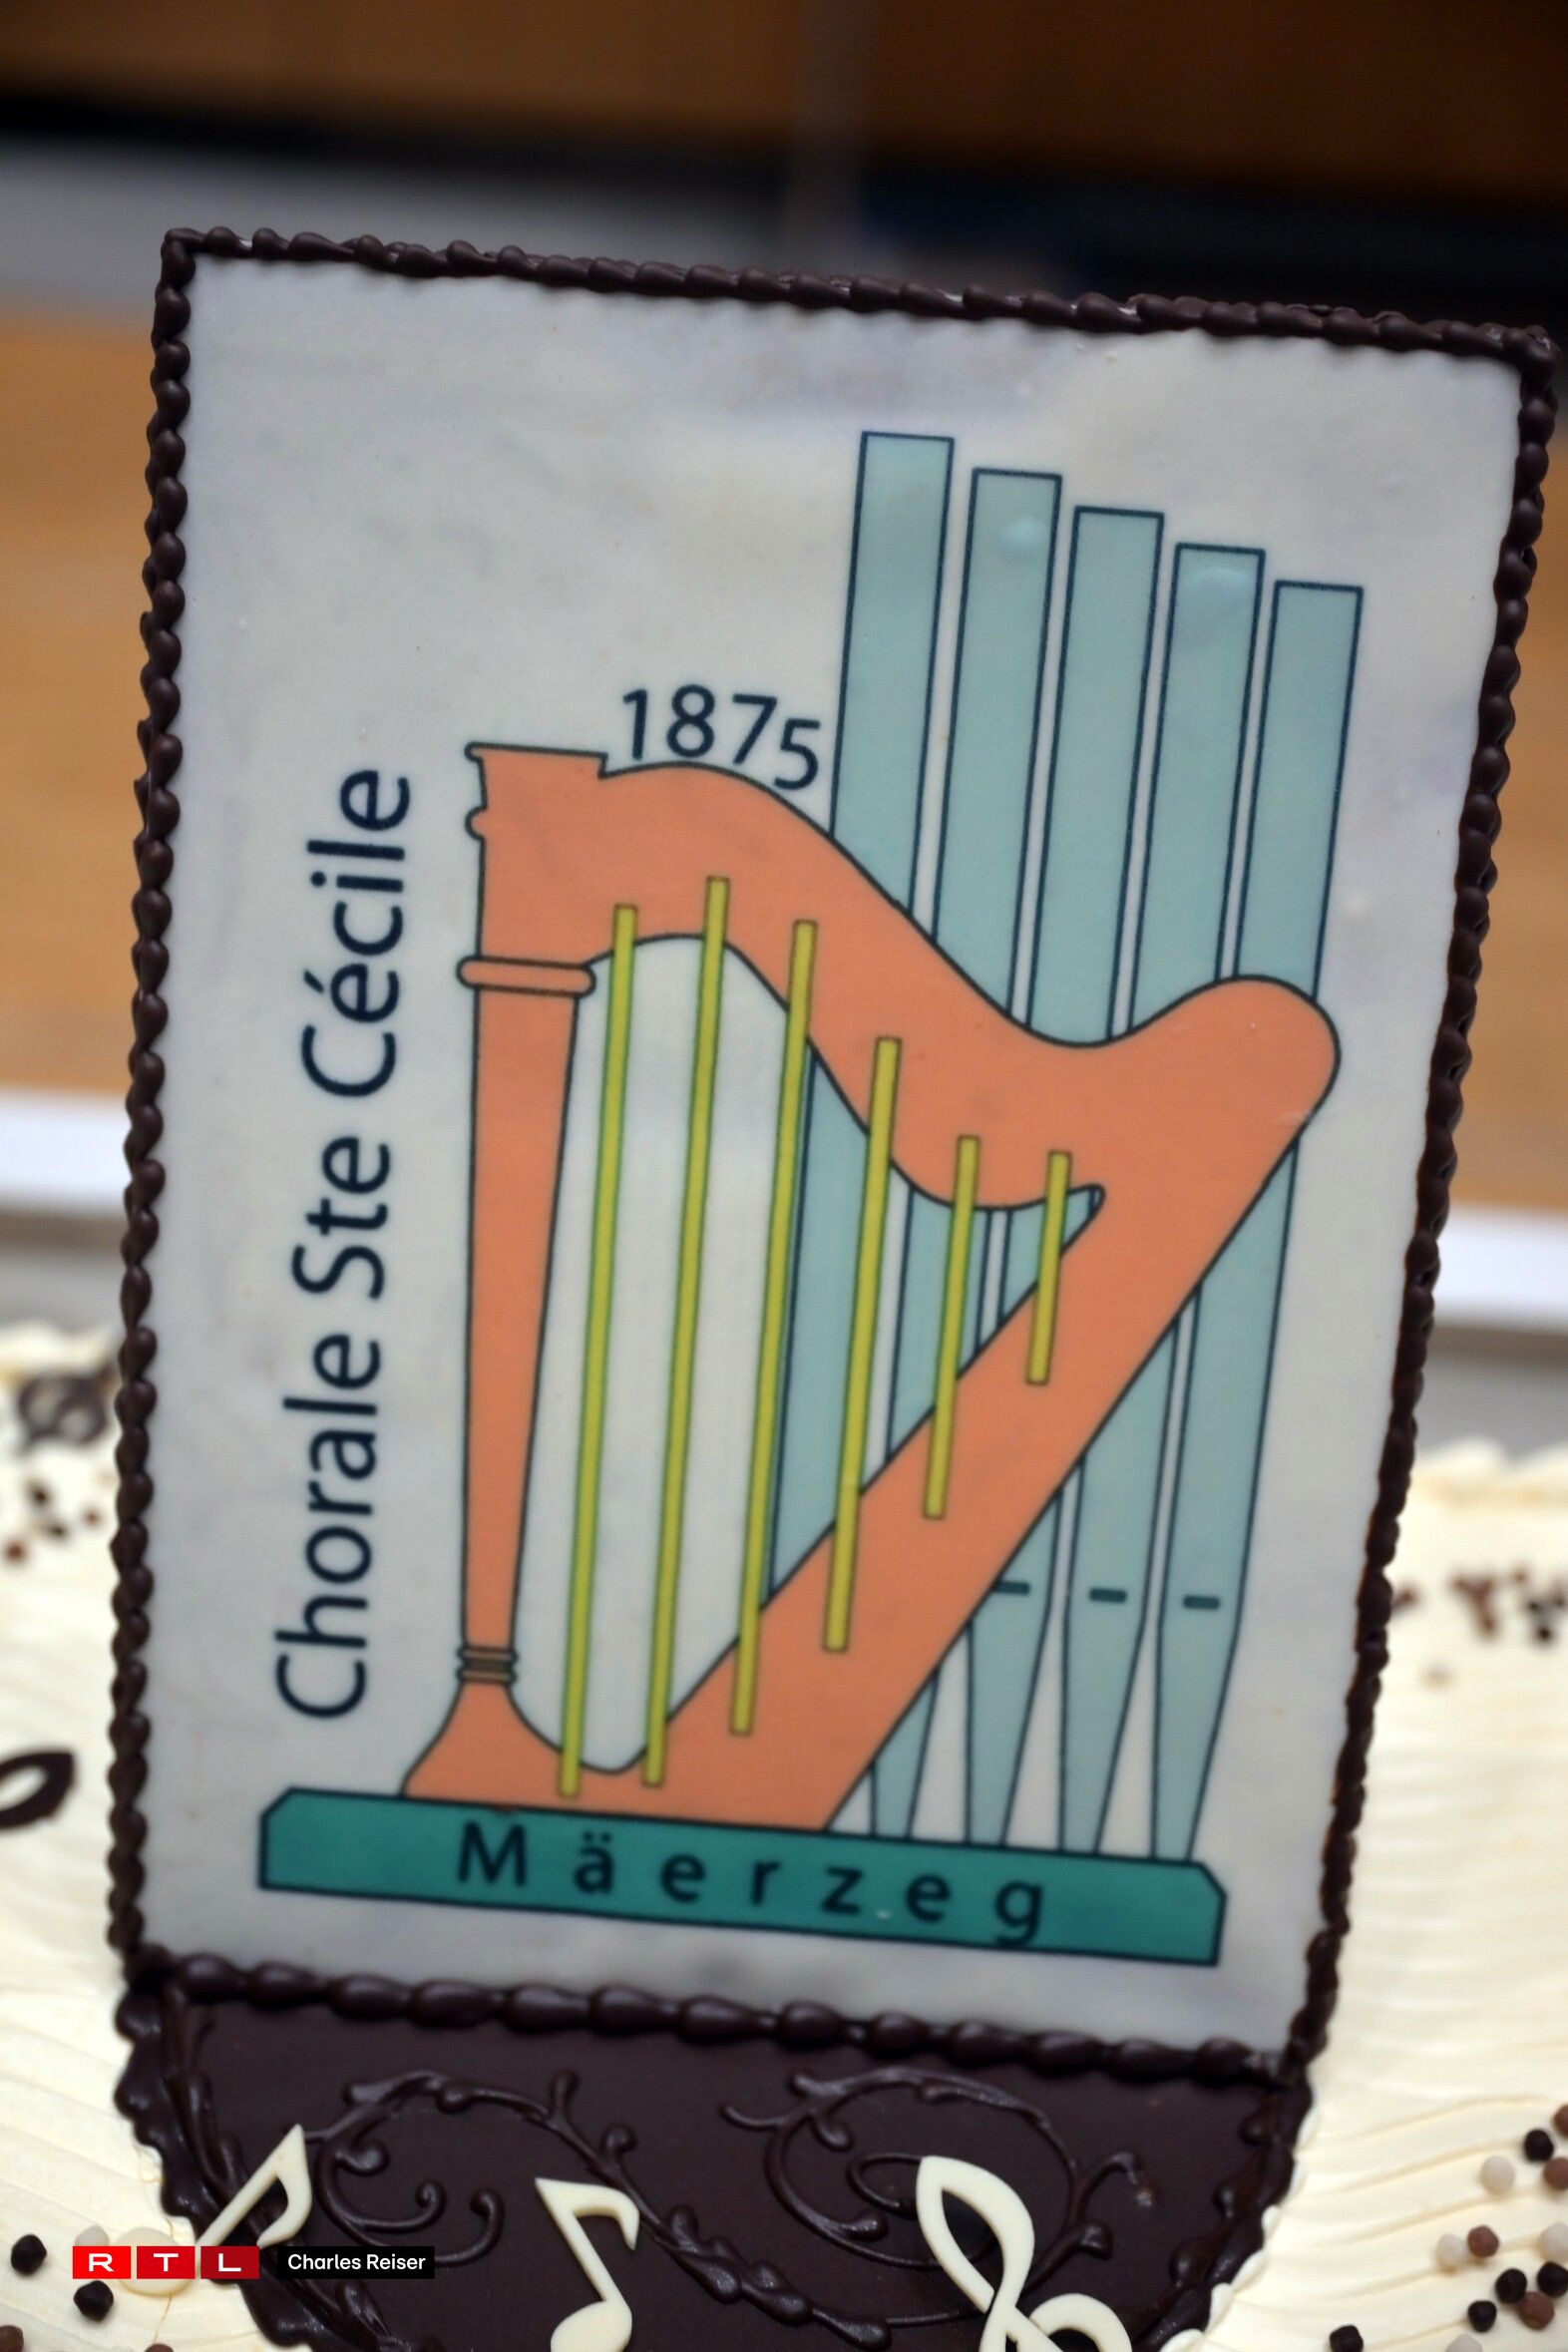 1875
Chorale Ste Cécile
Mäerzeg
RTL Charles Reiser